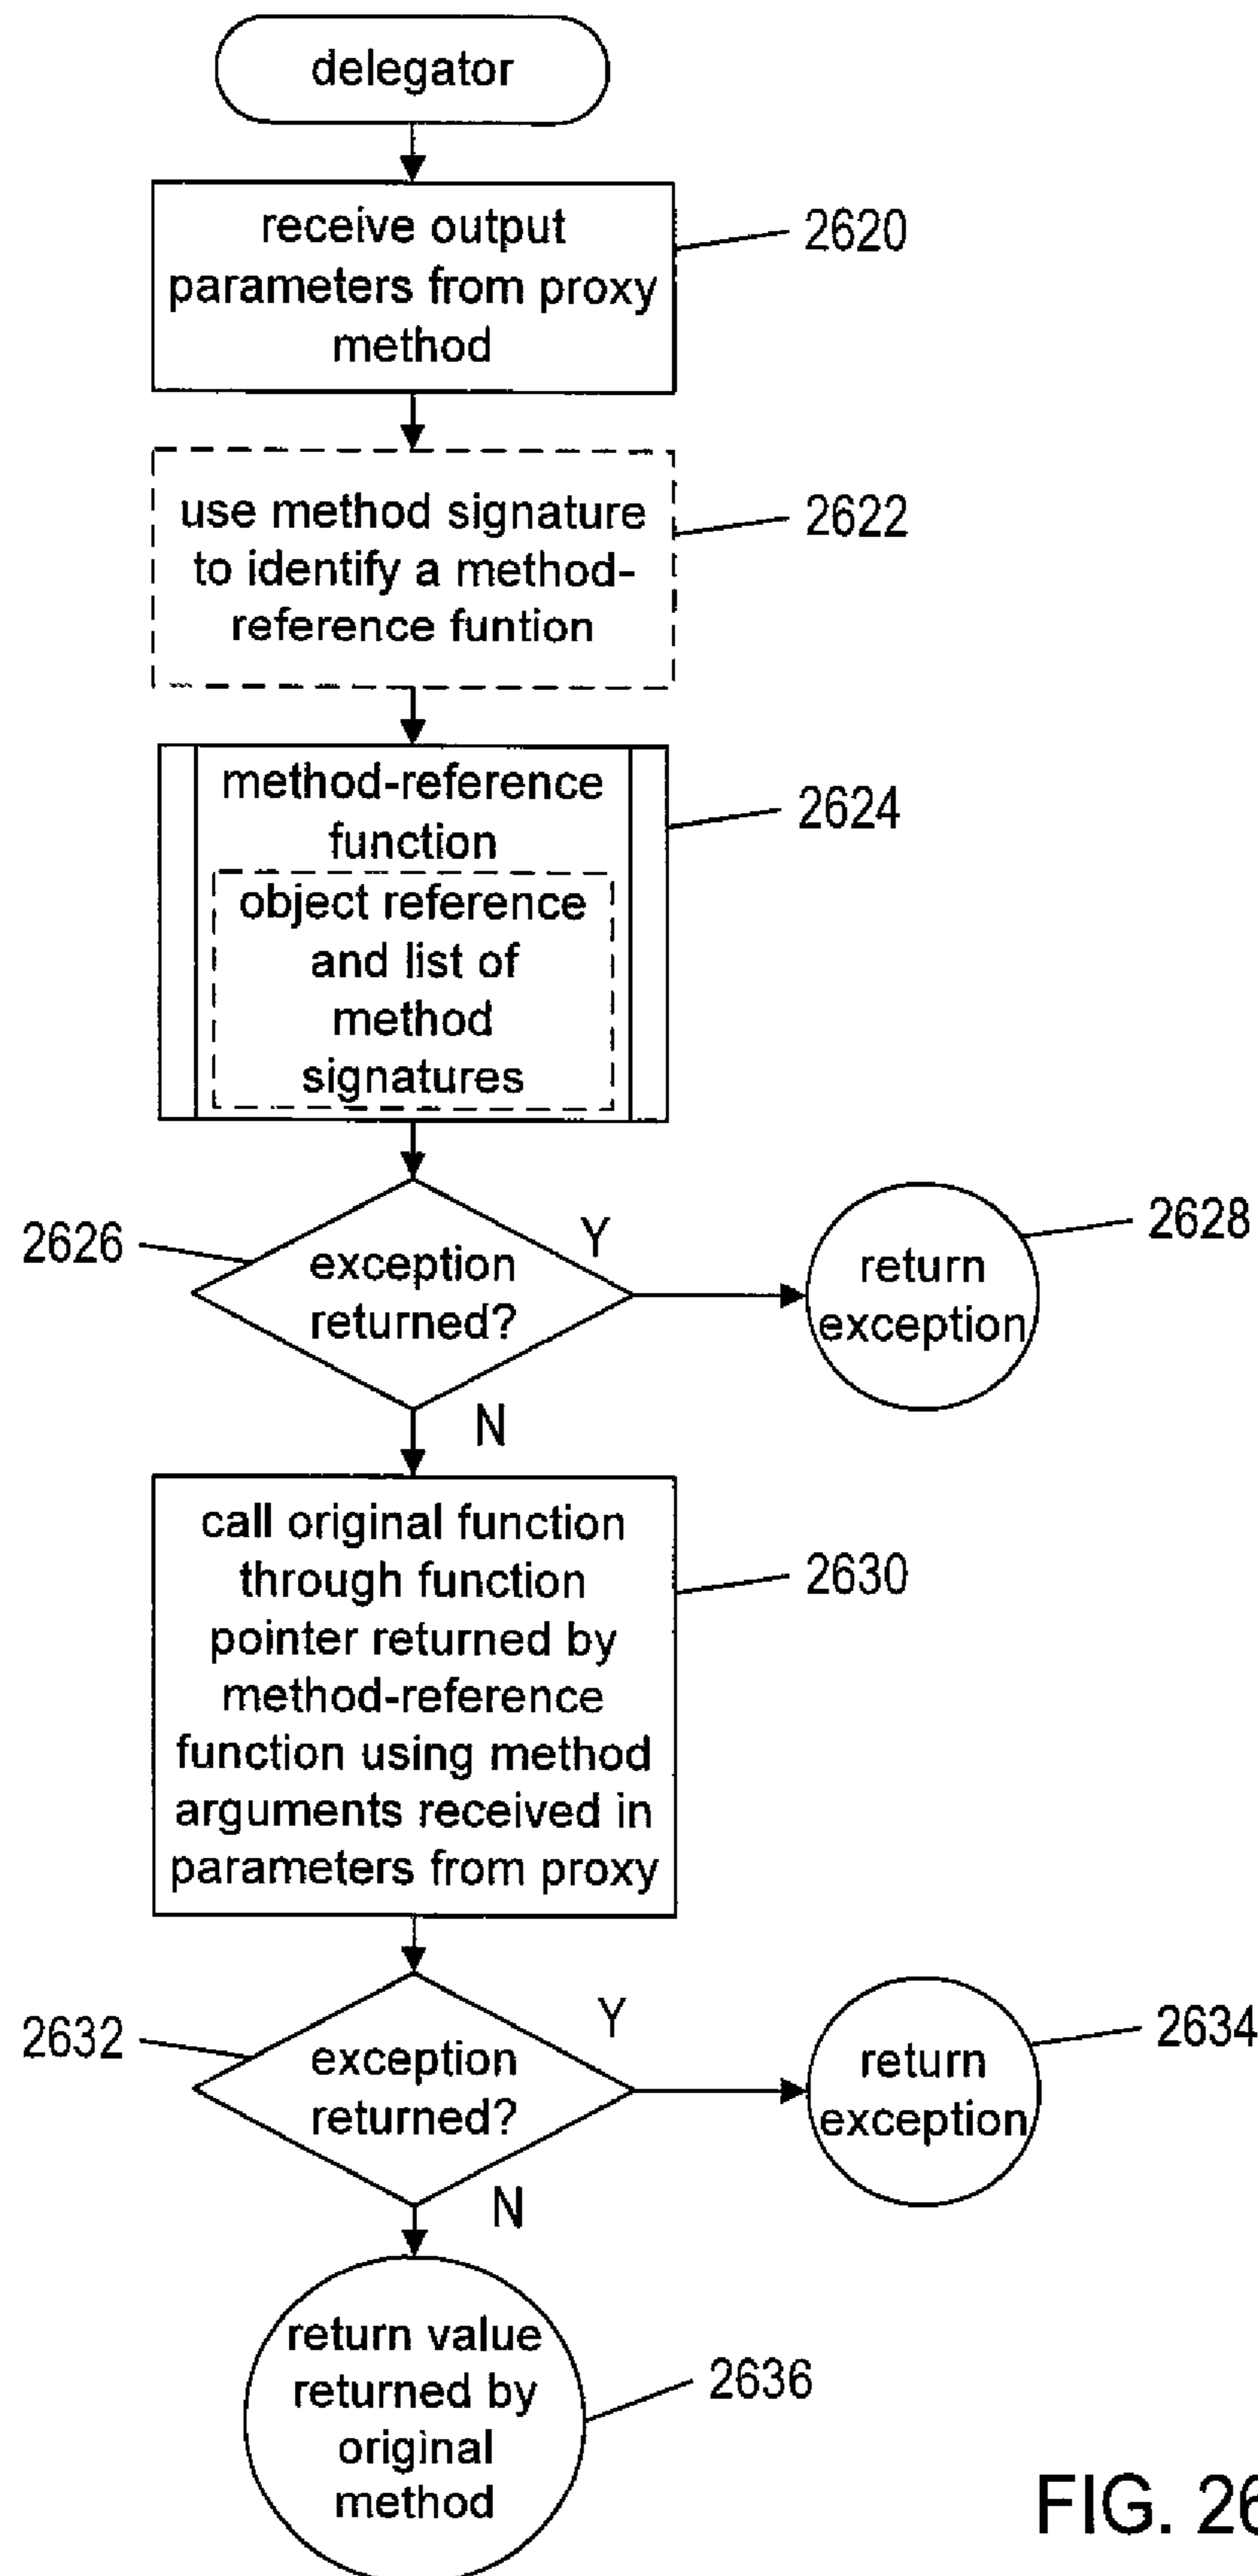 delegator
receive output
parameters from proxy
method
2620
use method signature
to identify a method-
reference funtion
2622
method-reference
function
object reference
and list of
method
signatures
2624
2626
exception
returned?
Y
return
exception
2628
N
call original function
through function
pointer returned by
method-reference
function using method
arguments received in
parameters from proxy
2630
2632
exception
returned?
Y
return
exception
2634
N
return value
returned by
original
method
2636
FIG. 26